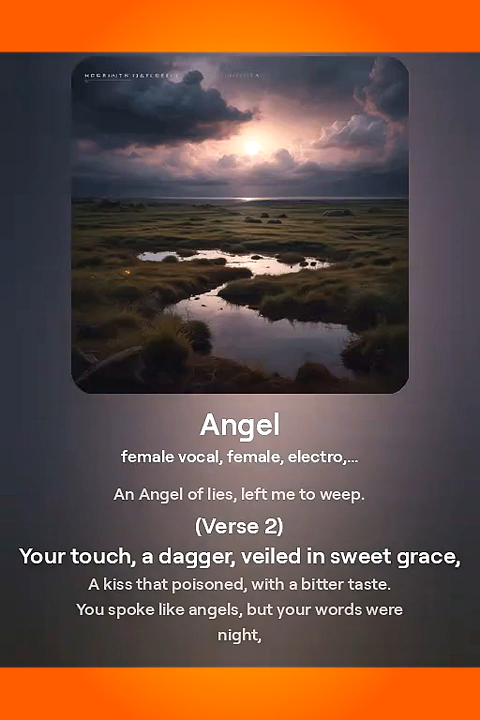 Angel
female vocal, female, electro,...
An Angel of lies, left me to weep.
(Verse 2)
Your touch, a dagger, veiled in sweet grace,
A kiss that poisoned, with a bitter taste.
You spoke like angels, but your words were
night,